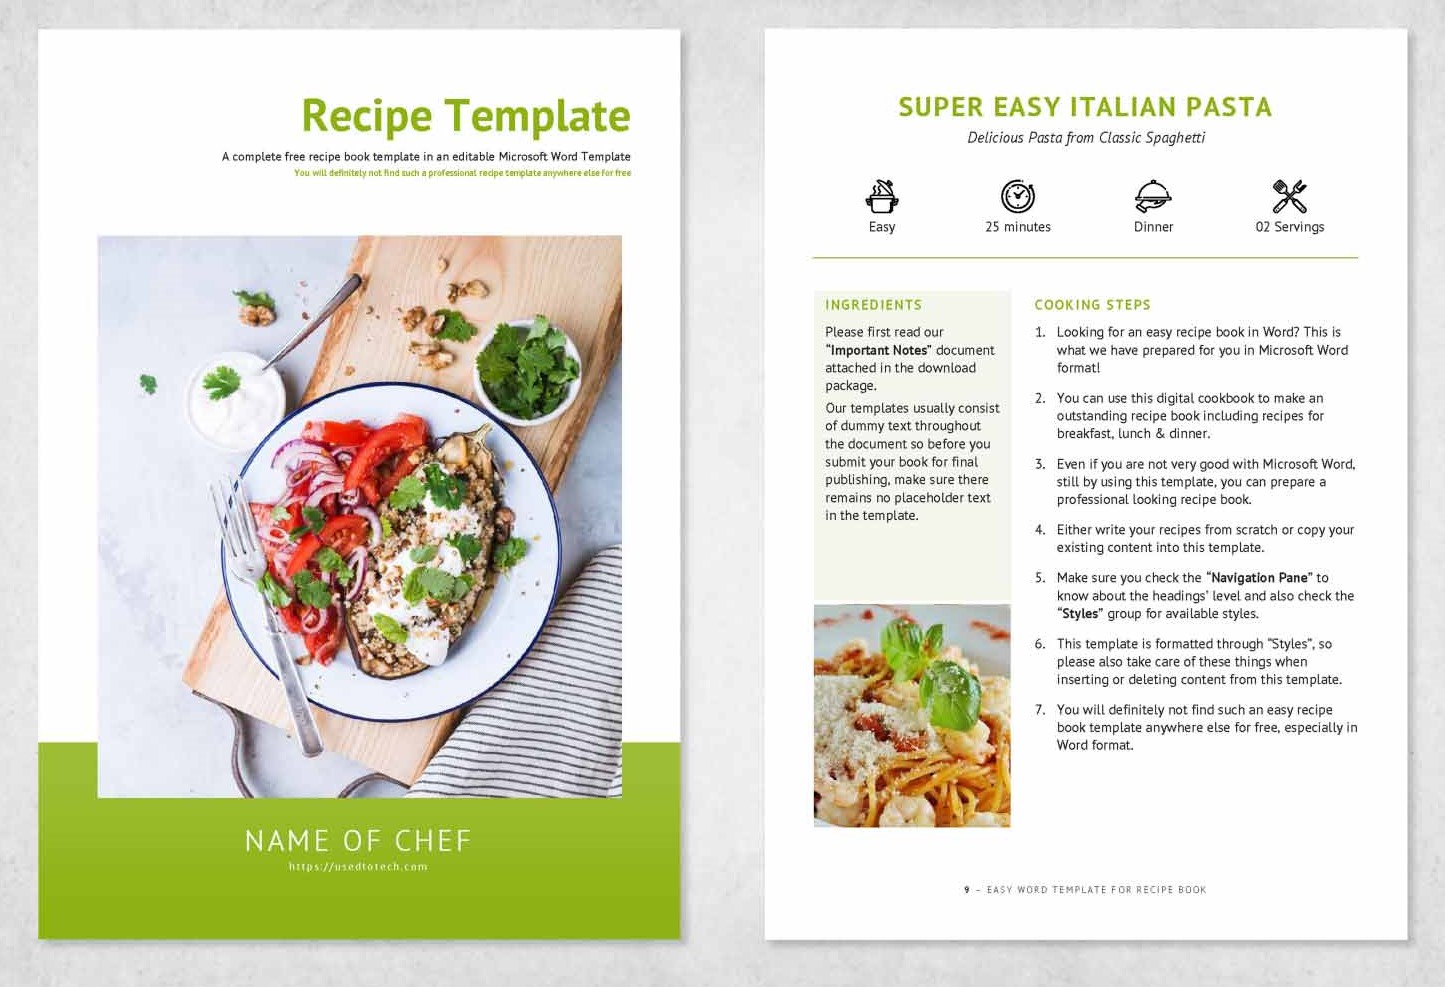 Recipe Template
A complete free recipe book template in an editable Microsoft Word Template
You will definitely not find such a professional recipe template anywhere else for free
NAME OF CHEF
https://usedtotech.com
SUPER EASY ITALIAN PASTA
Delicious Pasta from Classic Spaghetti
Easy
25 minutes
Dinner
02 Servings
INGREDIENTS
Please first read our
“Important Notes” document
attached in the download
package.
Our templates usually consist
of dummy text throughout
the document so before you
submit your book for final
publishing, make sure there
remains no placeholder text
in the template.
COOKING STEPS
1. Looking for an easy recipe book in Word? This is
what we have prepared for you in Microsoft Word
format!
2. You can use this digital cookbook to make an
outstanding recipe book including recipes for
breakfast, lunch & dinner.
3. Even if you are not very good with Microsoft Word,
still by using this template, you can prepare a
professional looking recipe book.
4. Either write your recipes from scratch or copy your
existing content into this template.
5. Make sure you check the “Navigation Pane” to
know about the headings’ level and also check the
“Styles” group for available styles.
6. This template is formatted through “Styles”, so
please also take care of these things when
inserting or deleting content from this template.
7. You will definitely not find such an easy recipe
book template anywhere else for free, especially in
Word format.
9 – EASY WORD TEMPLATE FOR RECIPE BOOK